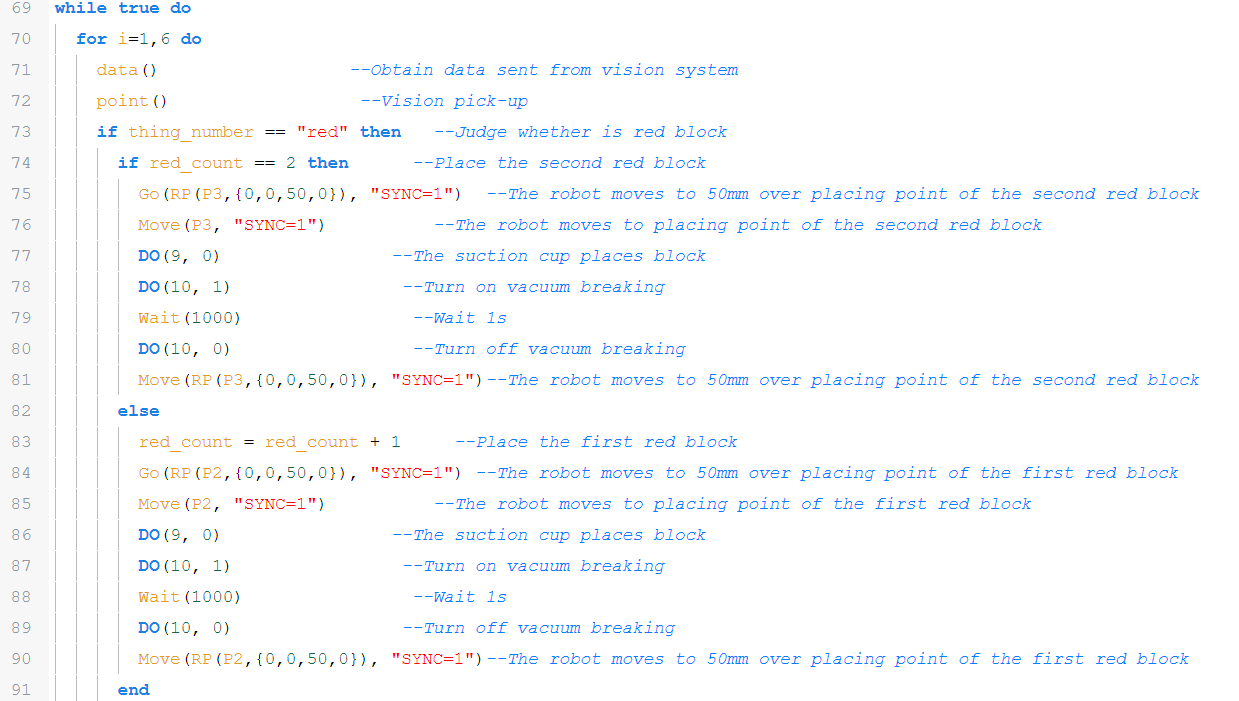 69 while true do
70 for i=1,6 do
71 data() --Obtain data sent from vision system
72 point() --Vision pick-up
73 if thing_number == "red" then --Judge whether is red block
74 if red_count == 2 then --Place the second red block
75 Go(RP(P3,{0,0,50,0}), "SYNC=1") --The robot moves to 50mm over placing point of the second red block
76 Move(P3, "SYNC=1") --The robot moves to placing point of the second red block
77 DO(9, 0) --The suction cup places block
78 DO(10, 1) --Turn on vacuum breaking
79 Wait(1000) --Wait 1s
80 DO(10, 0) --Turn off vacuum breaking
81 Move(RP(P3,{0,0,50,0}), "SYNC=1")--The robot moves to 50mm over placing point of the second red block
82 else
83 red_count = red_count + 1 --Place the first red block
84 Go(RP(P2,{0,0,50,0}), "SYNC=1") --The robot moves to 50mm over placing point of the first red block
85 Move(P2, "SYNC=1") --The robot moves to placing point of the first red block
86 DO(9, 0) --The suction cup places block
87 DO(10, 1) --Turn on vacuum breaking
88 Wait(1000) --Wait 1s
89 DO(10, 0) --Turn off vacuum breaking
90 Move(RP(P2,{0,0,50,0}), "SYNC=1")--The robot moves to 50mm over placing point of the first red block
91 end